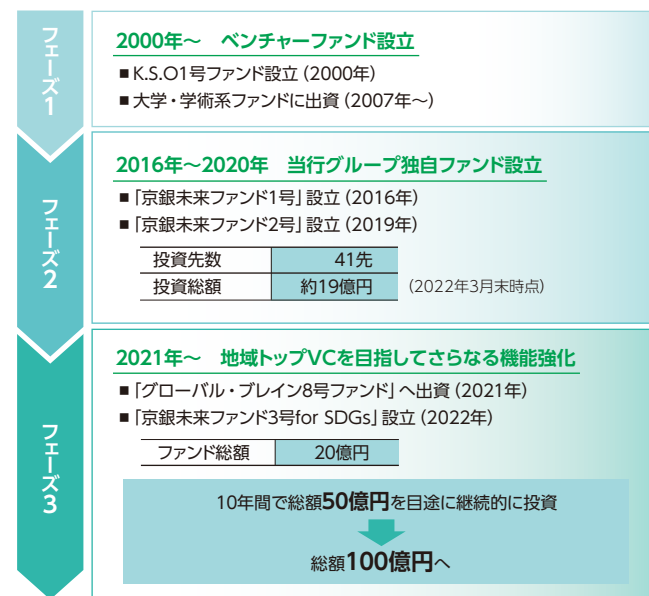 フェーズ1
2000年～　ベンチャーファンド設立
■ K.S.O1号ファンド設立（2000年）
■ 大学・学術系ファンドに出資（2007年～）
フェーズ2
2016年～2020年　当行グループ独自ファンド設立
■「京銀未来ファンド1号」設立（2016年）
■「京銀未来ファンド2号」設立（2019年）
投資先数 41先
投資総額 約19億円 （2022年3月末時点）
フェーズ3
2021年～　地域トップVCを目指してさらなる機能強化
■「グローバル・ブレイン8号ファンド」へ出資（2021年）
■「京銀未来ファンド3号for SDGs」設立（2022年）
ファンド総額 20億円
10年間で総額50億円を目途に継続的に投資
総額100億円へ